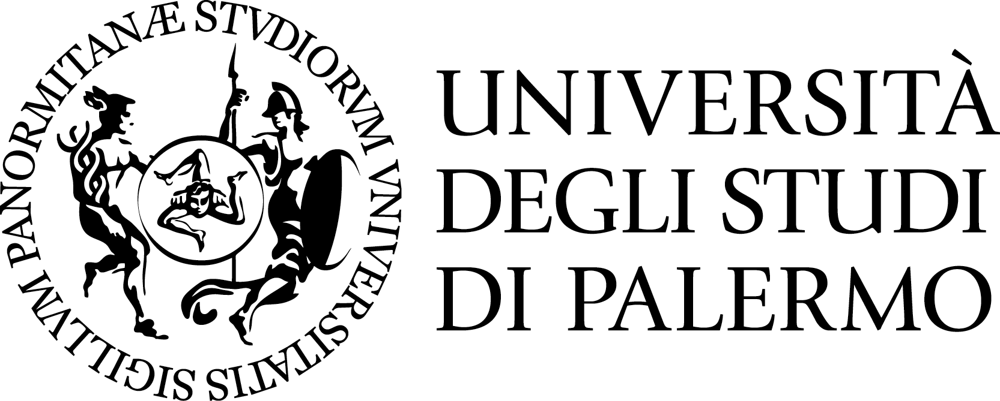 PANORMITANÆ STVDIORVM VNIVERSITATIS SIGILLVM
UNIVERSITÀ
DEGLI STUDI
DI PALERMO